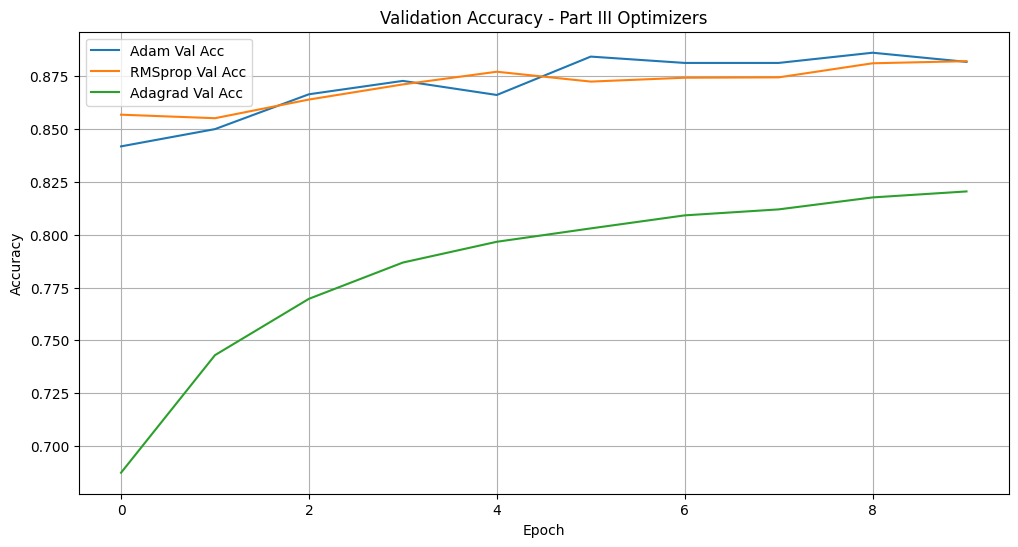 Validation Accuracy - Part III Optimizers
Adam Val Acc
RMSprop Val Acc
Adagrad Val Acc
Accuracy
0.875
0.850
0.825
0.800
0.775
0.750
0.725
0.700
0 2 4 6 8
Epoch